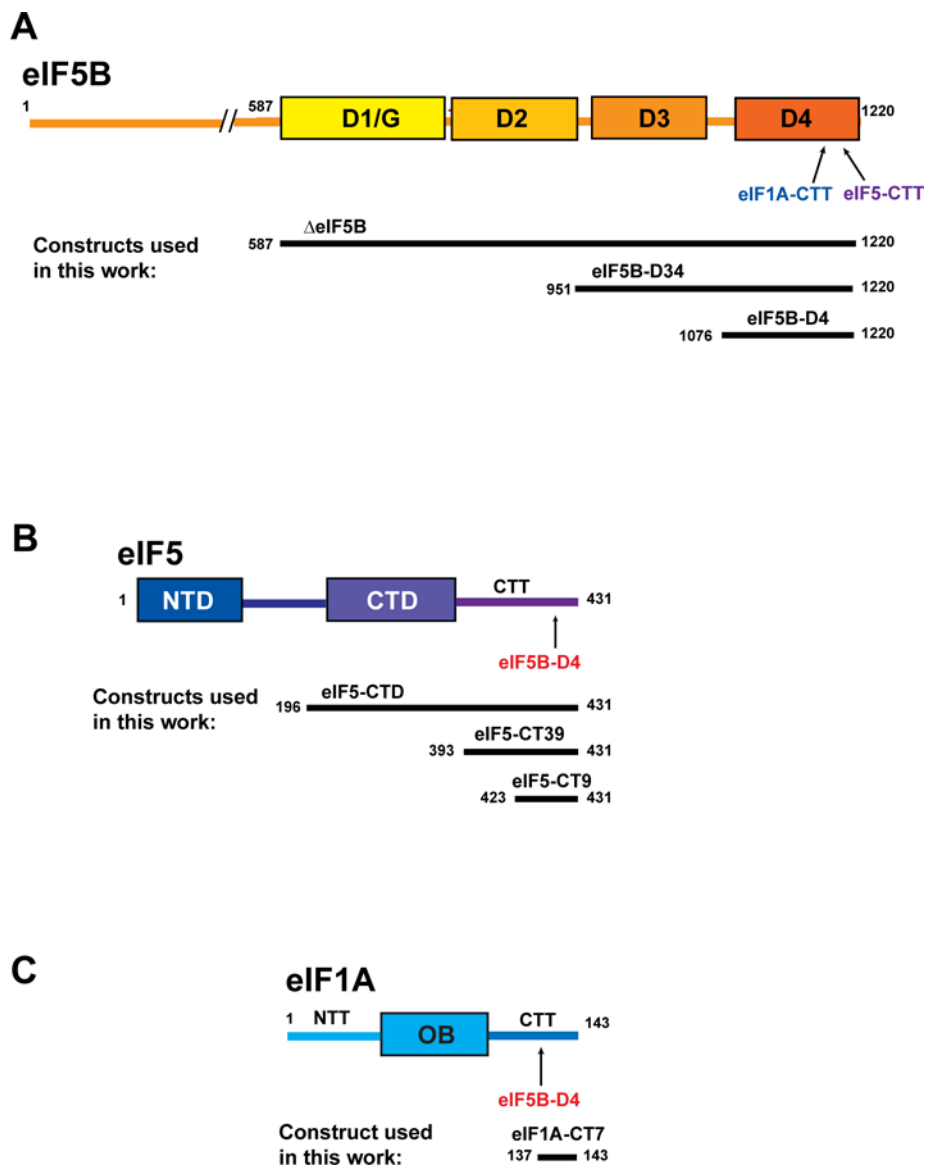 A
eIF5B
1
587
D1/G
D2
D3
D4
1220
eIF1A-CTT
eIF5-CTT
Constructs used
in this work:
587
ΔeIF5B
1220
951
eIF5B-D34
1220
1076
eIF5B-D4
1220
B
eIF5
1
NTD
CTD
CTT
431
eIF5B-D4
Constructs used
in this work:
196
eIF5-CTD
431
393
eIF5-CT39
431
423
eIF5-CT9
431
C
eIF1A
1
NTT
OB
CTT
143
eIF5B-D4
Construct used
in this work:
eIF1A-CT7
137
143